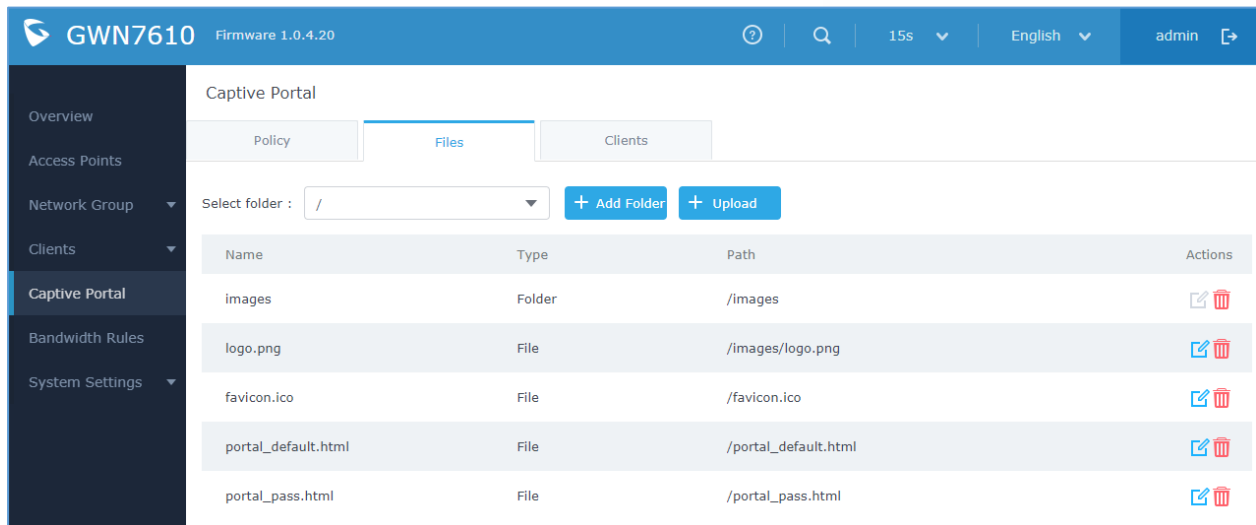 GWN7610 Firmware 1.0.4.20 15s English admin
Captive Portal
Overview
Access Points
Network Group
Clients
Captive Portal
Bandwidth Rules
System Settings
Policy Files Clients
Select folder : / + Add Folder + Upload
Name Type Path Actions
images Folder /images
logo.png File /images/logo.png
favicon.ico File /favicon.ico
portal_default.html File /portal_default.html
portal_pass.html File /portal_pass.html